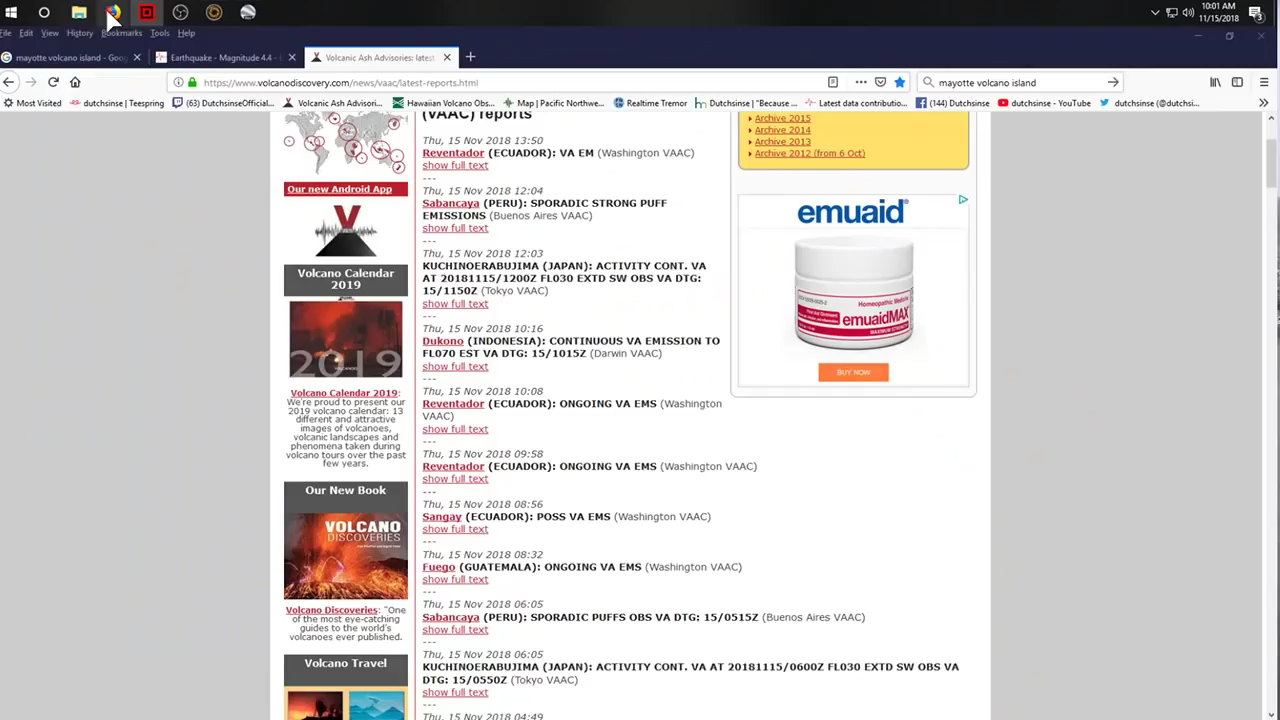 10:01 AM
11/15/2018
File Edit View History Bookmarks Tools Help
mayotte volcano island - Goog
Earthquake - Magnitude 4.4 -
Volcanic Ash Advisories: latest
https://www.volcanodiscovery.com/news/vaac/latest-reports.html
mayotte volcano island
Most Visited
dutchsinse | Teespring
(63) DutchsinseOfficial...
Volcanic Ash Advisori...
Hawaiian Volcano Obs...
Map | Pacific Northwe...
Realtime Tremor
Dutchsinse | "Because ...
Latest data contributio...
(144) Dutchsinse
dutchsinse - YouTube
dutchsinse (@dutchsi...
(VAAC) reports
Thu, 15 Nov 2018 13:50
Reventador (ECUADOR): VA EM (Washington VAAC)
show full text
---
Thu, 15 Nov 2018 12:04
Sabancaya (PERU): SPORADIC STRONG PUFF
EMISSIONS (Buenos Aires VAAC)
show full text
---
Thu, 15 Nov 2018 12:03
KUCHINOERABUJIMA (JAPAN): ACTIVITY CONT. VA
AT 20181115/1200Z FL030 EXTD SW OBS VA DTG:
15/1150Z (Tokyo VAAC)
show full text
---
Thu, 15 Nov 2018 10:16
Dukono (INDONESIA): CONTINUOUS VA EMISSION TO
FL070 EST VA DTG: 15/1015Z (Darwin VAAC)
show full text
---
Thu, 15 Nov 2018 10:08
Reventador (ECUADOR): ONGOING VA EMS (Washington
VAAC)
show full text
---
Thu, 15 Nov 2018 09:58
Reventador (ECUADOR): ONGOING VA EMS (Washington VAAC)
show full text
---
Thu, 15 Nov 2018 08:56
Sangay (ECUADOR): POSS VA EMS (Washington VAAC)
show full text
---
Thu, 15 Nov 2018 08:32
Fuego (GUATEMALA): ONGOING VA EMS (Washington VAAC)
show full text
---
Thu, 15 Nov 2018 06:05
Sabancaya (PERU): SPORADIC PUFFS OBS VA DTG: 15/0515Z (Buenos Aires VAAC)
show full text
---
Thu, 15 Nov 2018 06:05
KUCHINOERABUJIMA (JAPAN): ACTIVITY CONT. VA AT 20181115/0600Z FL030 EXTD SW OBS VA
DTG: 15/0550Z (Tokyo VAAC)
show full text
---
Thu, 15 Nov 2018 04:49
Our new Android App
Volcano Calendar
2019
2019
Volcano Calendar 2019:
We're proud to present our
2019 volcano calendar: 13
different and attractive
images of volcanoes,
volcanic landscapes and
phenomena taken during
volcano tours over the past
few years.
Our New Book
VOLCANO
DISCOVERIES
Volcano Discoveries: "One
of the most eye-catching
guides to the world's
volcanoes ever published.
Volcano Travel
Archive 2015
Archive 2014
Archive 2013
Archive 2012 (from 6 Oct)
emuaid®
Homeopathic Medicine
emuaidMAX
BUY NOW